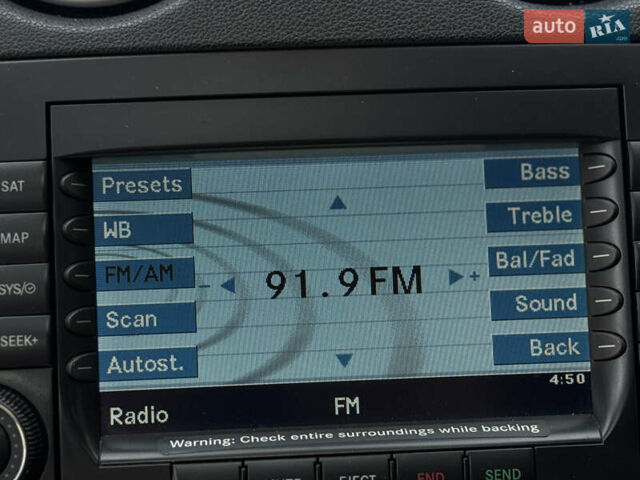 auto RIA
.com
SAT
MAP
SYS/
SEEK+
Presets
WB
FM/AM
Scan
Autost.
Bass
Treble
Bal/Fad
Sound
Back
– 91.9 FM +
4:50
Radio
FM
Warning: Check entire surroundings while backing
EJECT
END
SEND